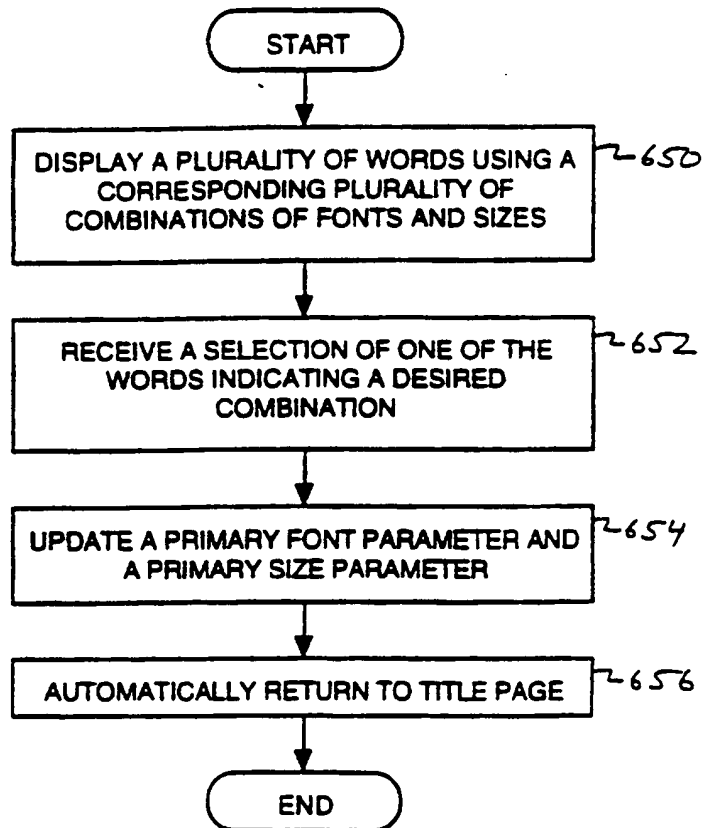 START
DISPLAY A PLURALITY OF WORDS USING A
650
CORRESPONDING PLURALITY OF
COMBINATIONS OF FONTS AND SIZES
RECEIVE A SELECTION OF ONE OF THE
652
WORDS INDICATING A DESIRED
COMBINATION
UPDATE A PRIMARY FONT PARAMETER AND
654
A PRIMARY SIZE PARAMETER
AUTOMATICALLY RETURN TO TITLE PAGE
656
END